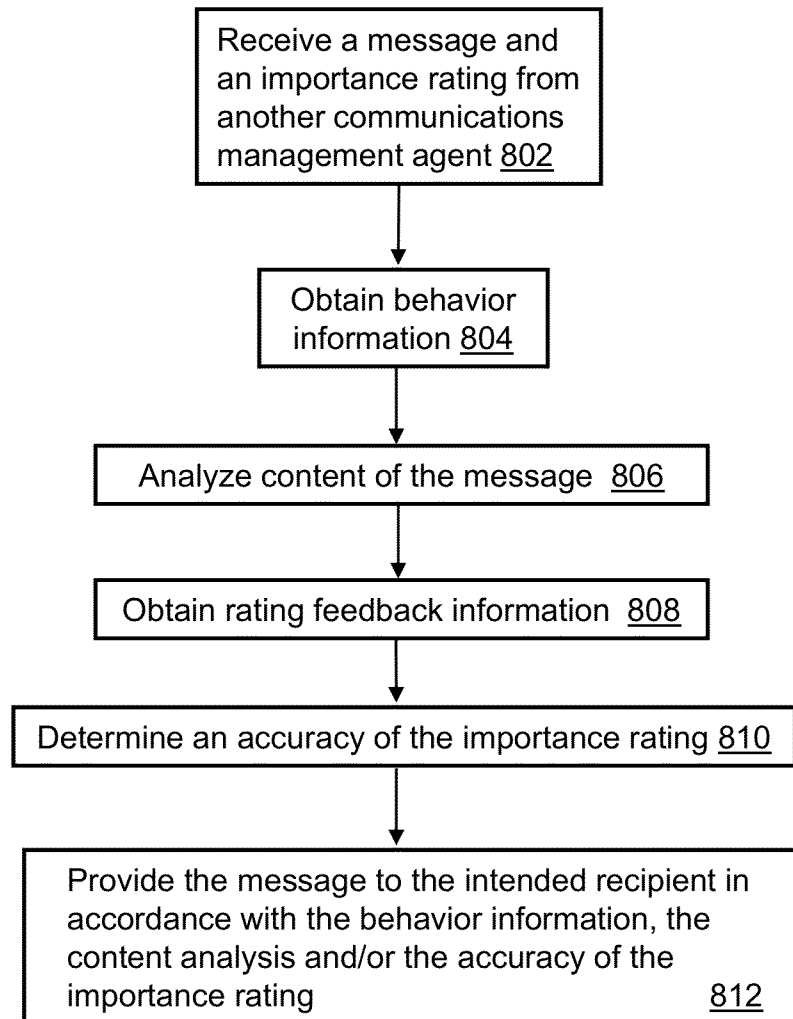 Receive a message and
an importance rating from
another communications
management agent 802
Obtain behavior
information 804
Analyze content of the message 806
Obtain rating feedback information 808
Determine an accuracy of the importance rating 810
Provide the message to the intended recipient in
accordance with the behavior information, the
content analysis and/or the accuracy of the
importance rating 812